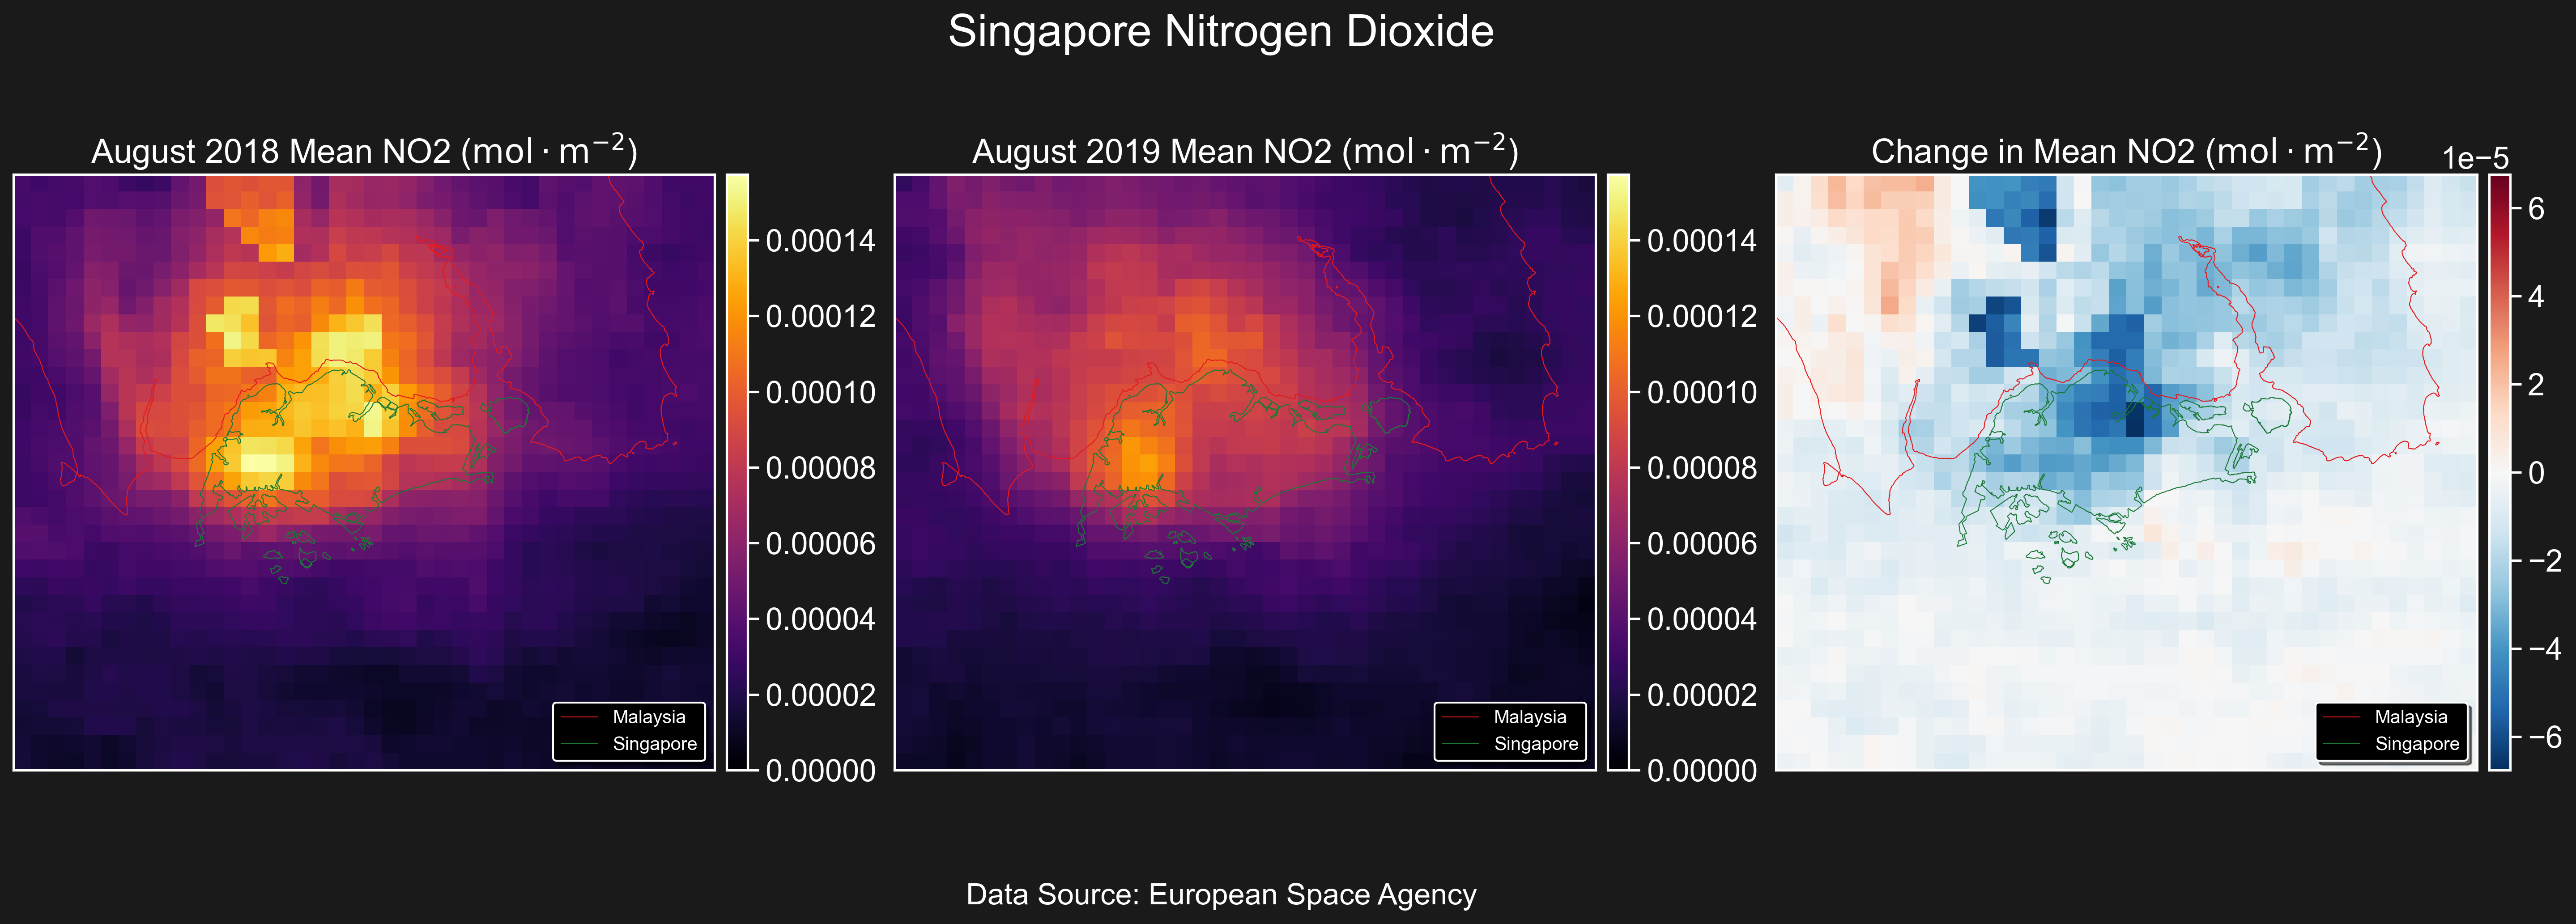 Singapore Nitrogen Dioxide
August 2018 Mean NO2 (mol · m⁻²)
0.00014
0.00012
0.00010
0.00008
0.00006
0.00004
0.00002
0.00000
Malaysia
Singapore
August 2019 Mean NO2 (mol · m⁻²)
0.00014
0.00012
0.00010
0.00008
0.00006
0.00004
0.00002
0.00000
Malaysia
Singapore
Change in Mean NO2 (mol · m⁻²)
1e−5
6
4
2
0
−2
−4
−6
Malaysia
Singapore
Data Source: European Space Agency